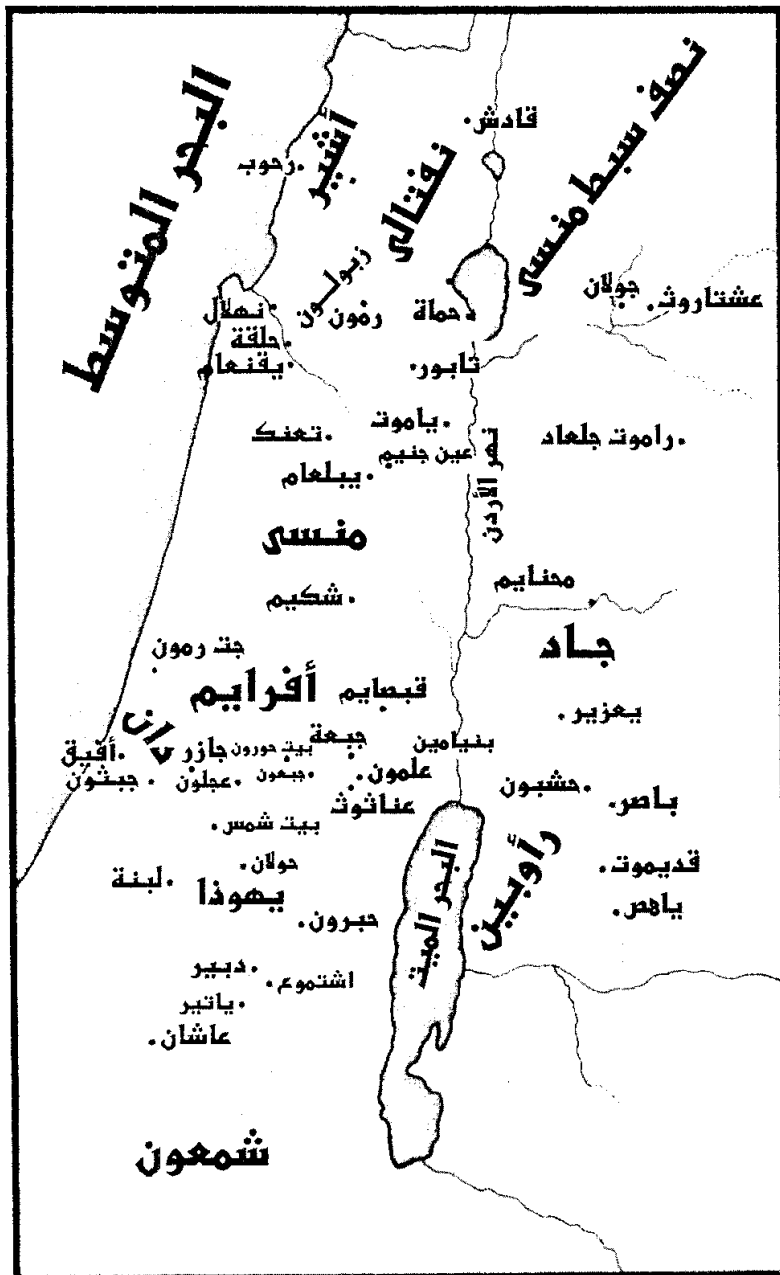 البحر المتوسط
نصف سبط منسى
قادش
أشير
رحوب
نفتالى
زبولون
جولان
عشتاروث
نهلال
رمون
حماة
حلقة
يقنعام
تابور
ياموت
تعنك
عين جنيم
راموت جلعاد
يبلعام
نهر الأردن
منسى
محنايم
شكيم
جاد
جت رمون
أفرايم
قبصايم
يعزير
دان
أفيق
جازر
بيت حورون
جبعة
بنيامين
جبثون
عجلون
جبعون
علمون
حشبون
باصر
عناثوث
بيت شمس
رأوبين
البحر الميت
حولان
قديموت
لبنة
يهوذا
ياهص
حبرون
دبير
اشتموع
ياتير
عاشان
شمعون